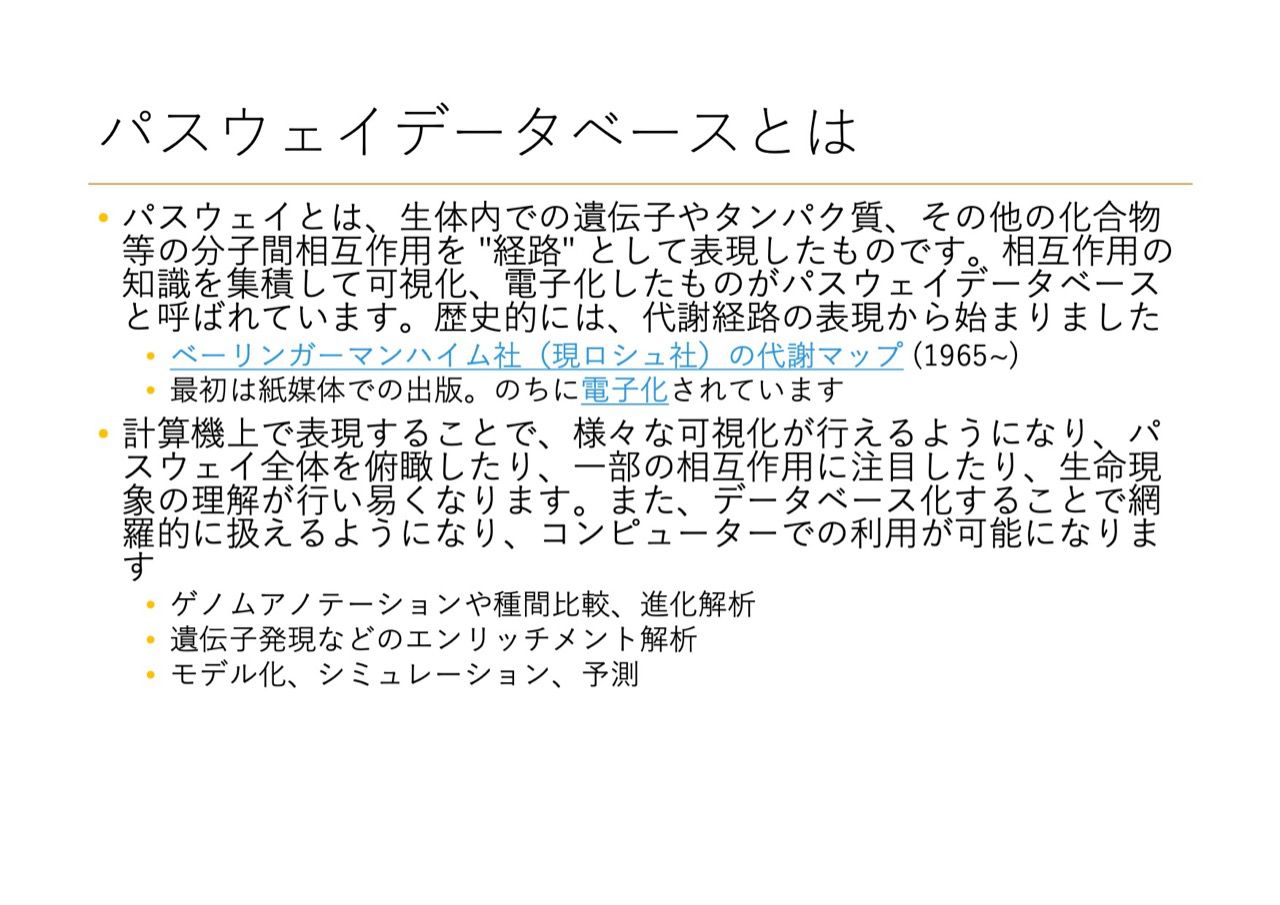 パスウェイデータベースとは
• パスウェイとは、生体内での遺伝子やタンパク質、その他の化合物
等の分子間相互作用を "経路" として表現したものです。相互作用の
知識を集積して可視化、電子化したものがパスウェイデータベース
と呼ばれています。歴史的には、代謝経路の表現から始まりました
• ベーリンガーマンハイム社（現ロシュ社）の代謝マップ (1965~)
• 最初は紙媒体での出版。のちに電子化されています
• 計算機上で表現することで、様々な可視化が行えるようになり、パ
スウェイ全体を俯瞰したり、一部の相互作用に注目したり、生命現
象の理解が行い易くなります。また、データベース化することで網
羅的に扱えるようになり、コンピューターでの利用が可能になりま
す
• ゲノムアノテーションや種間比較、進化解析
• 遺伝子発現などのエンリッチメント解析
• モデル化、シミュレーション、予測